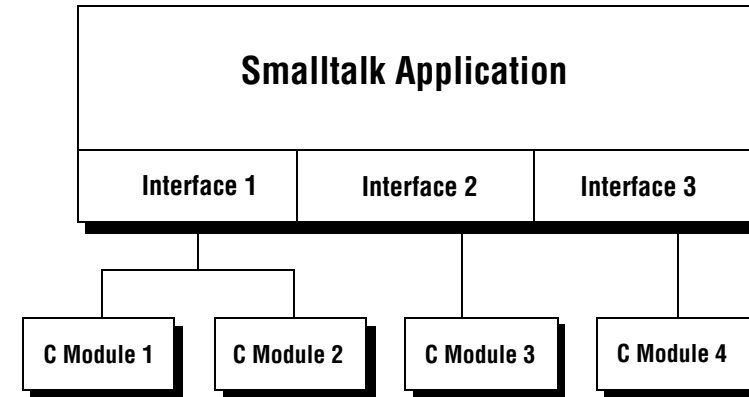 Smalltalk Application
Interface 1
Interface 2
Interface 3
C Module 1
C Module 2
C Module 3
C Module 4